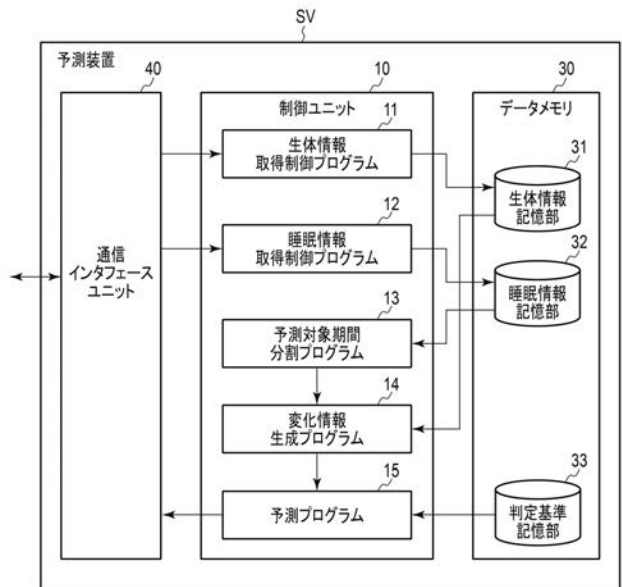 SV
予測装置
40
通信
インタフェース
ユニット
10
制御ユニット
11
生体情報
取得制御プログラム
12
睡眠情報
取得制御プログラム
13
予測対象期間
分割プログラム
14
変化情報
生成プログラム
15
予測プログラム
30
データメモリ
31
生体情報
記憶部
32
睡眠情報
記憶部
33
判定基準
記憶部